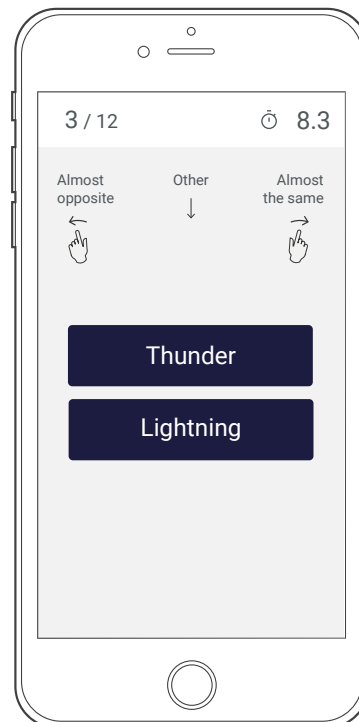 3 / 12 8.3
Almost opposite
Other
Almost the same
Thunder
Lightning